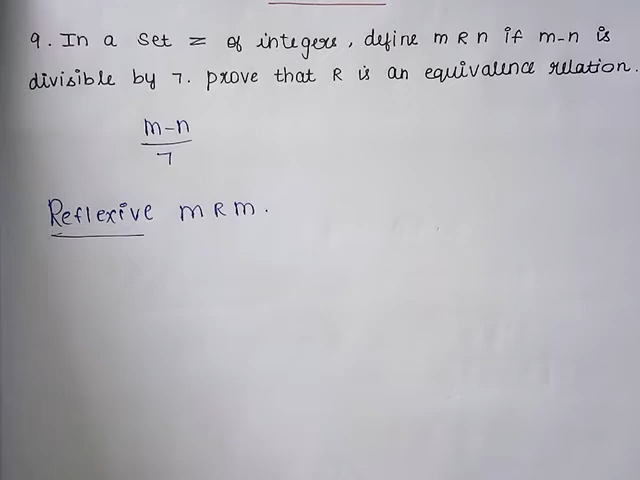 9. In a set Z of integers, define m R n if m-n is
divisible by 7. prove that R is an equivalence relation.
m-n
7
Reflexive m R m.